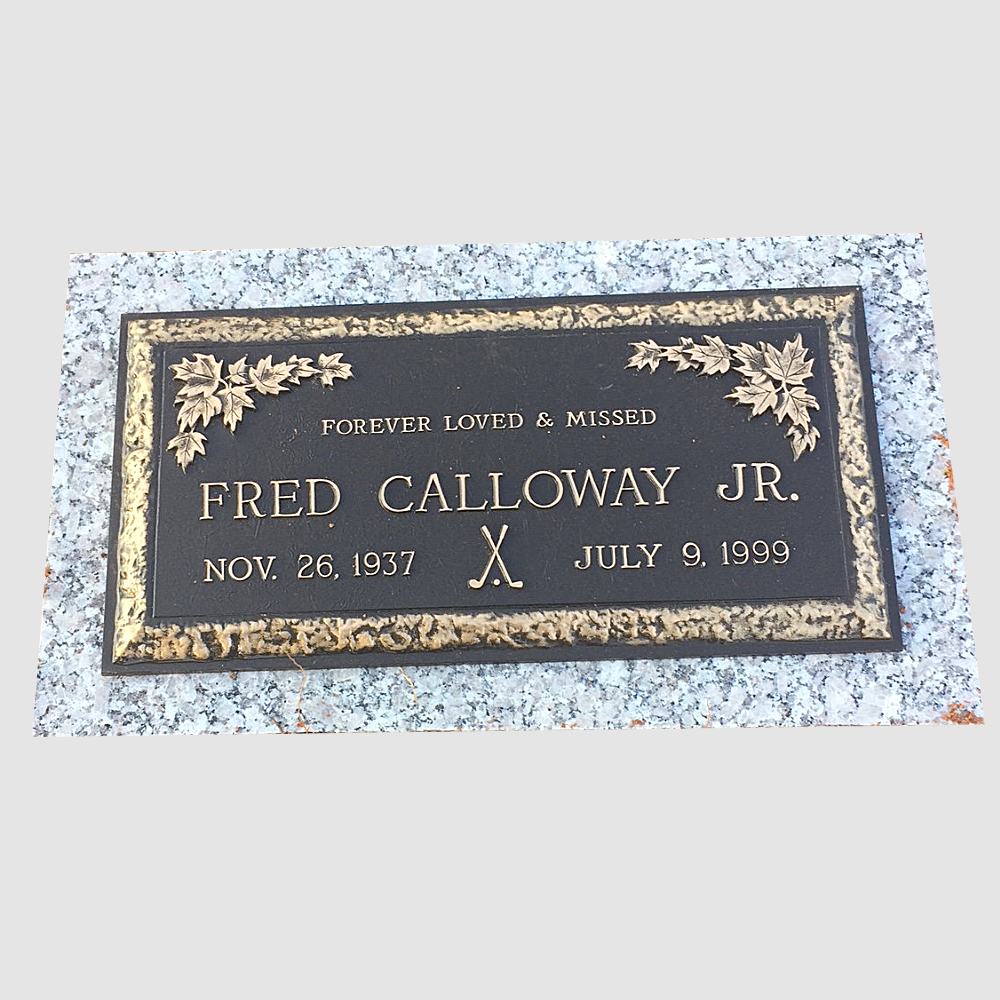 FOREVER LOVED & MISSED
FRED CALLOWAY JR.
NOV. 26, 1937 JULY 9, 1999